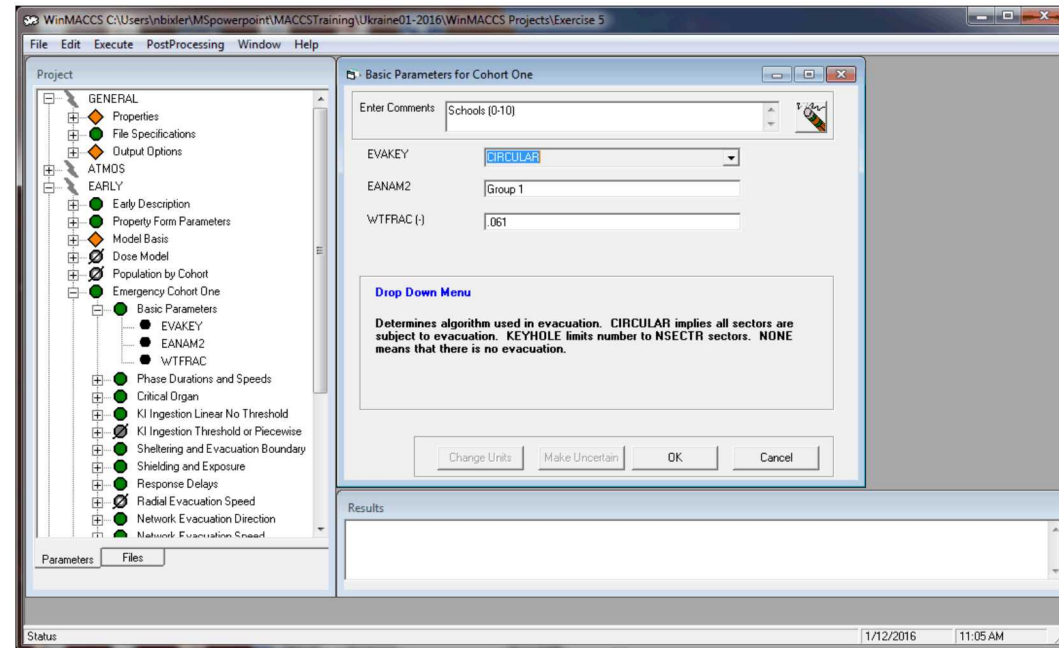 WinMACCS C:\Users\nbixler\MSpowerpoint\MACCSTraining\Ukraine01-2016\WinMACCS Projects\Exercise 5
File Edit Execute PostProcessing Window Help
Project
GENERAL
Properties
File Specifications
Output Options
ATMOS
EARLY
Early Description
Property Form Parameters
Model Basis
Dose Model
Population by Cohort
Emergency Cohort One
Basic Parameters
EVAKEY
EANAM2
WTFRAC
Phase Durations and Speeds
Critical Organ
KI Ingestion Linear No Threshold
KI Ingestion Threshold or Piecewise
Sheltering and Evacuation Boundary
Shielding and Exposure
Response Delays
Radial Evacuation Speed
Network Evacuation Direction
Network Evacuation Speed
Parameters Files
Basic Parameters for Cohort One
Enter Comments Schools (0-10)
EVAKEY CIRCULAR
EANAM2 Group 1
WTFRAC (-) .061
Drop Down Menu
Determines algorithm used in evacuation. CIRCULAR implies all sectors are
subject to evacuation. KEYHOLE limits number to NSECTR sectors. NONE
means that there is no evacuation.
Change Units Make Uncertain OK Cancel
Results
Status 1/12/2016 11:05 AM